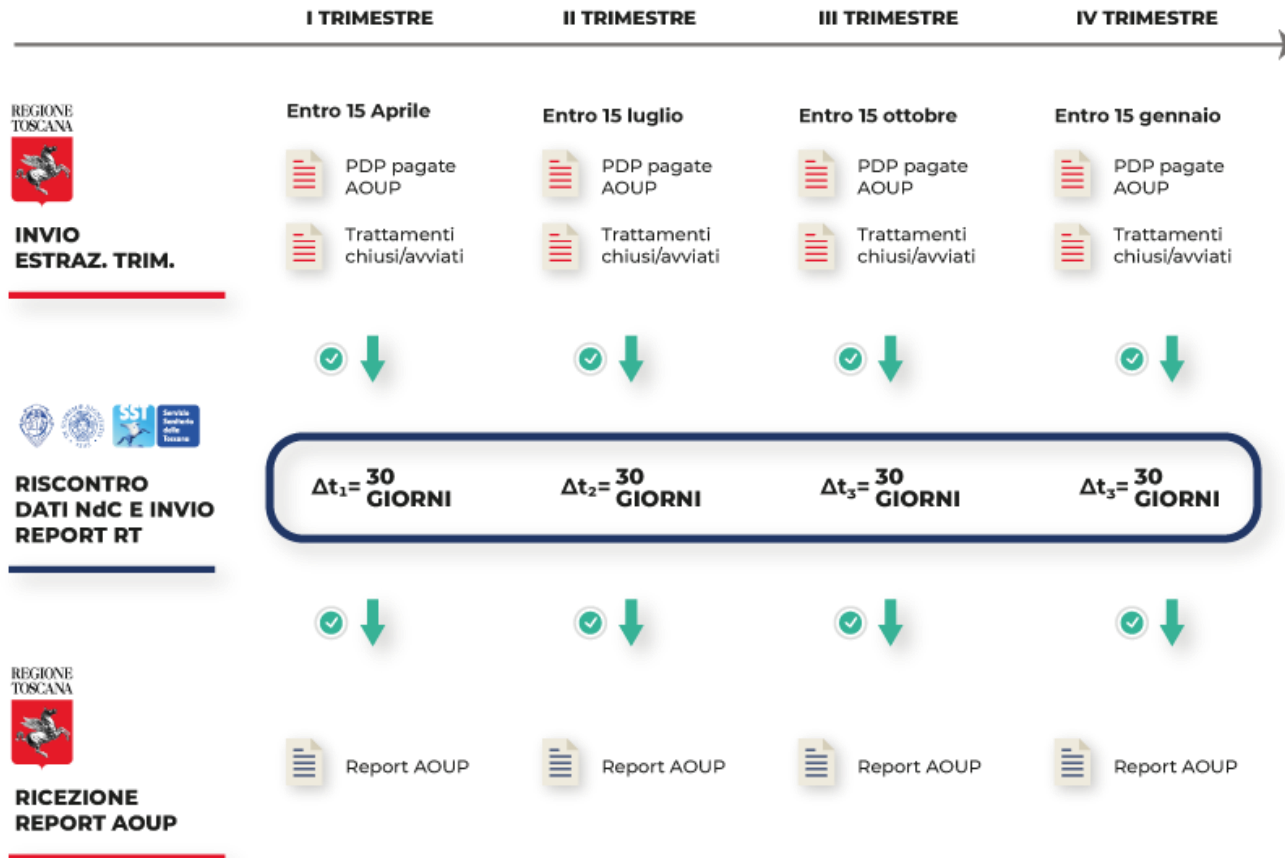 I TRIMESTRE
II TRIMESTRE
III TRIMESTRE
IV TRIMESTRE
REGIONE
TOSCANA
INVIO
ESTRAZ. TRIM.
Entro 15 Aprile
PDP pagate
AOUP
Trattamenti
chiusi/avviati
Entro 15 luglio
PDP pagate
AOUP
Trattamenti
chiusi/avviati
Entro 15 ottobre
PDP pagate
AOUP
Trattamenti
chiusi/avviati
Entro 15 gennaio
PDP pagate
AOUP
Trattamenti
chiusi/avviati
SST
Servizio
Sanitario
della
Toscana
RISCONTRO
DATI NdC E INVIO
REPORT RT
Δt₁= 30
GIORNI
Δt₂= 30
GIORNI
Δt₃= 30
GIORNI
Δt₃= 30
GIORNI
REGIONE
TOSCANA
RICEZIONE
REPORT AOUP
Report AOUP
Report AOUP
Report AOUP
Report AOUP